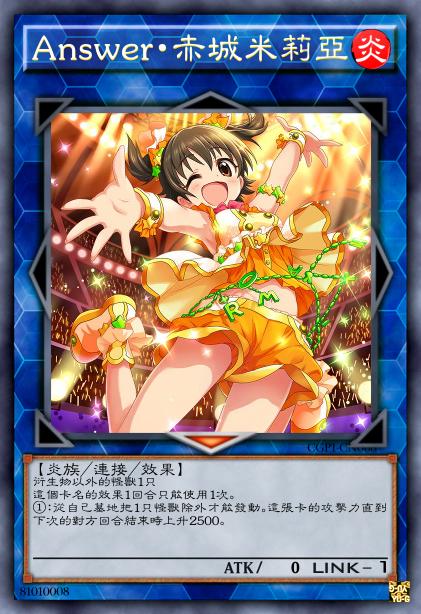 Answer・赤城米莉亞
炎
CGPI-CN080
【炎族/連接/效果】
衍生物以外的怪獸1只
這個卡名的效果1回合只能使用1次。
①:從自己基地把1只怪獸除外才能發動。這張卡的攻擊力直到
下次的對方回合結束時上升2500。
ATK/ 0 LINK-1
81010008